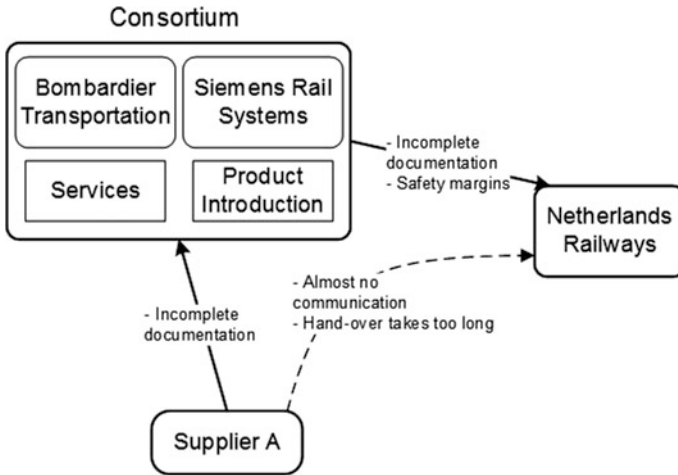 Consortium
Bombardier
Transportation
Siemens Rail
Systems
Services
Product
Introduction
- Incomplete
documentation
- Safety margins
Netherlands
Railways
- Almost no
communication
- Hand-over takes too long
- Incomplete
documentation
Supplier A